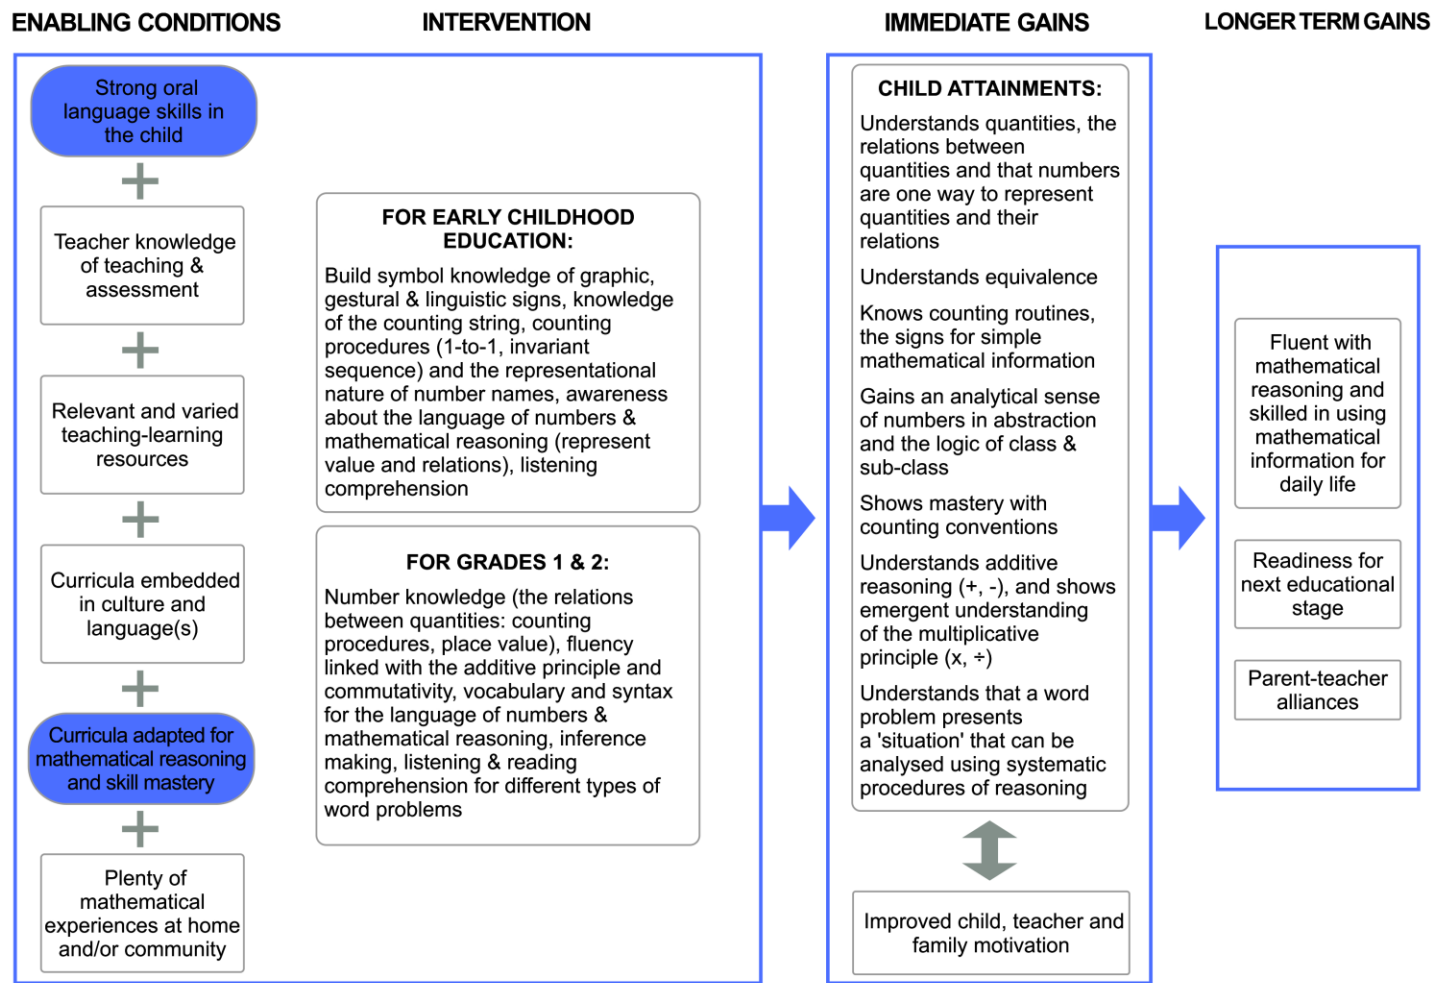 ENABLING CONDITIONS
INTERVENTION
IMMEDIATE GAINS
LONGER TERM GAINS
Strong oral
language skills in
the child
Teacher knowledge
of teaching &
assessment
Relevant and varied
teaching-learning
resources
Curricula embedded
in culture and
language(s)
Curricula adapted for
mathematical reasoning
and skill mastery
Plenty of
mathematical
experiences at home
and/or community
FOR EARLY CHILDHOOD
EDUCATION:
Build symbol knowledge of graphic,
gestural & linguistic signs, knowledge
of the counting string, counting
procedures (1-to-1, invariant
sequence) and the representational
nature of number names, awareness
about the language of numbers &
mathematical reasoning (represent
value and relations), listening
comprehension
FOR GRADES 1 & 2:
Number knowledge (the relations
between quantities: counting
procedures, place value), fluency
linked with the additive principle and
commutativity, vocabulary and syntax
for the language of numbers &
mathematical reasoning, inference
making, listening & reading
comprehension for different types of
word problems
CHILD ATTAINMENTS:
Understands quantities, the
relations between
quantities and that numbers
are one way to represent
quantities and their
relations
Understands equivalence
Knows counting routines,
the signs for simple
mathematical information
Gains an analytical sense
of numbers in abstraction
and the logic of class &
sub-class
Shows mastery with
counting conventions
Understands additive
reasoning (+, -), and shows
emergent understanding
of the multiplicative
principle (x, ÷)
Understands that a word
problem presents
a 'situation' that can be
analysed using systematic
procedures of reasoning
Improved child, teacher and
family motivation
Fluent with
mathematical
reasoning and
skilled in using
mathematical
information for
daily life
Readiness for
next educational
stage
Parent-teacher
alliances